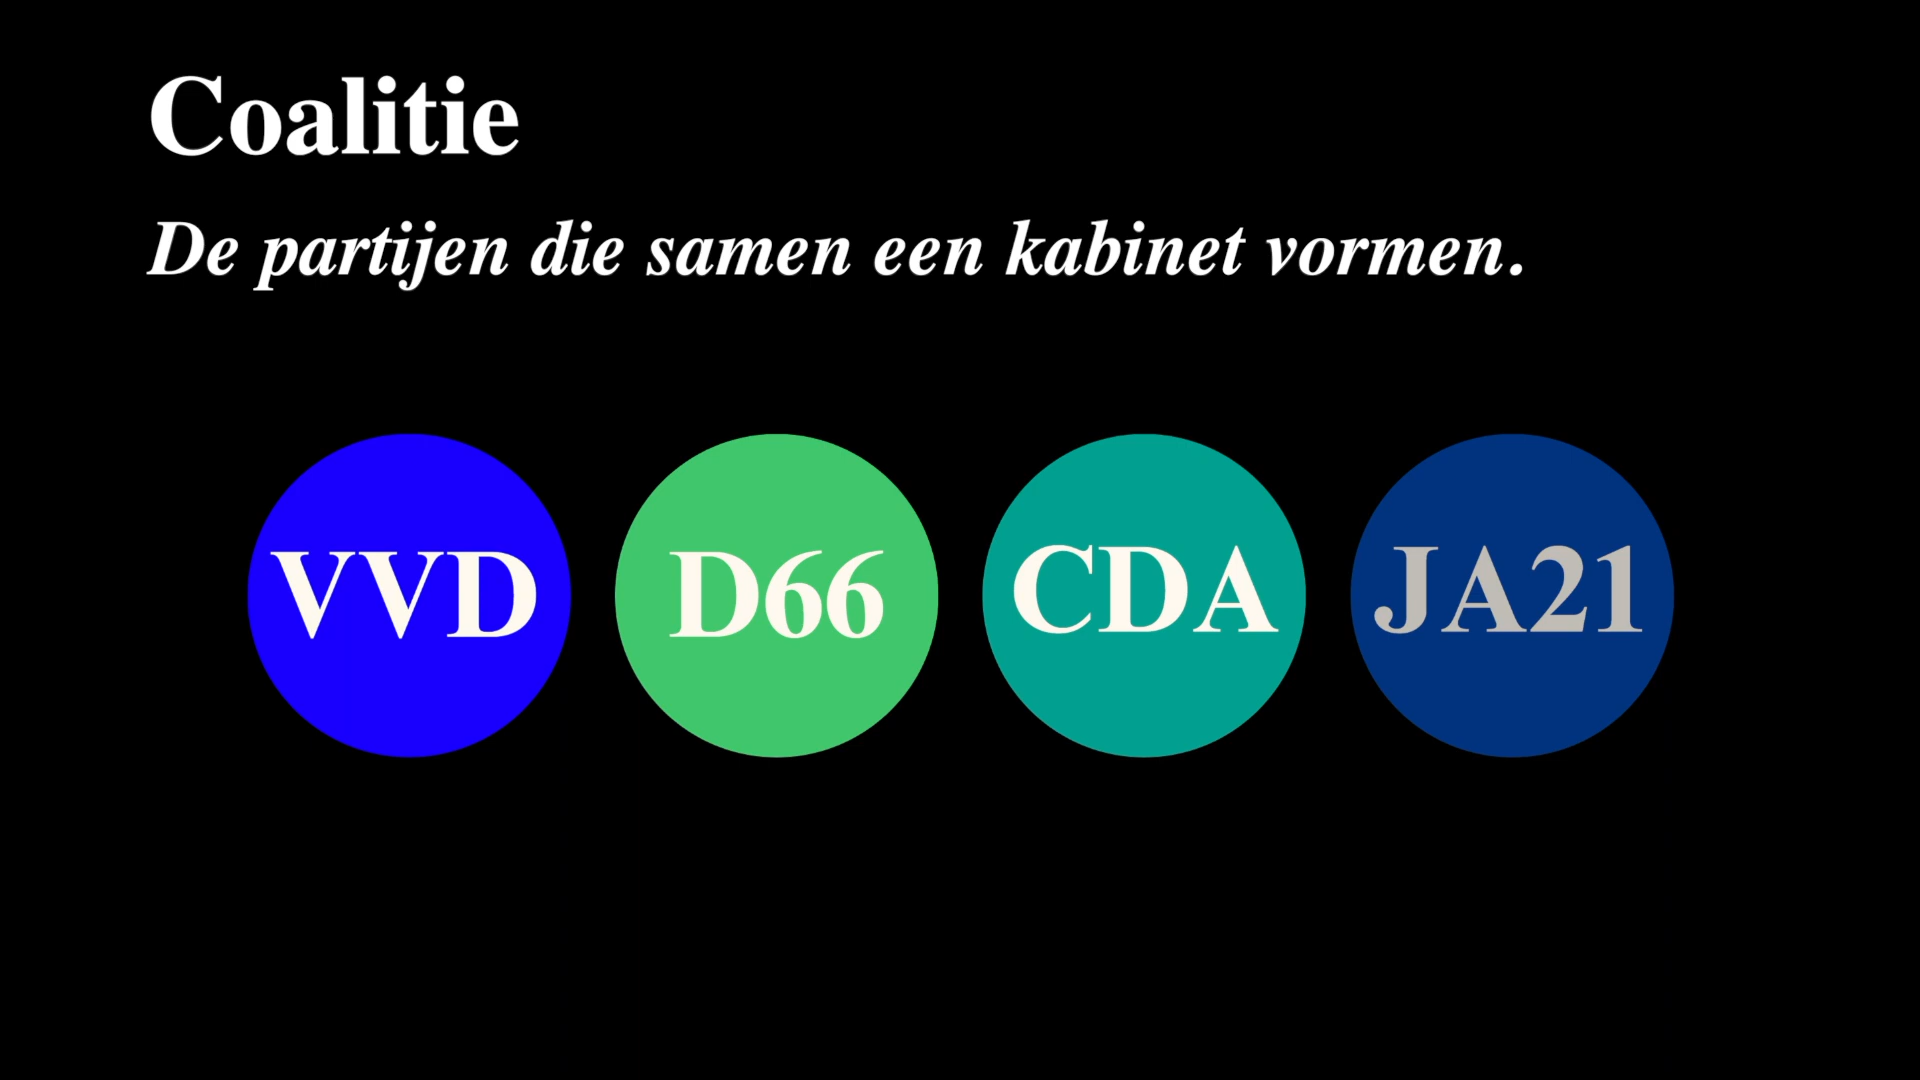 Coalitie
De partijen die samen een kabinet vormen.
VVD D66 CDA JA21